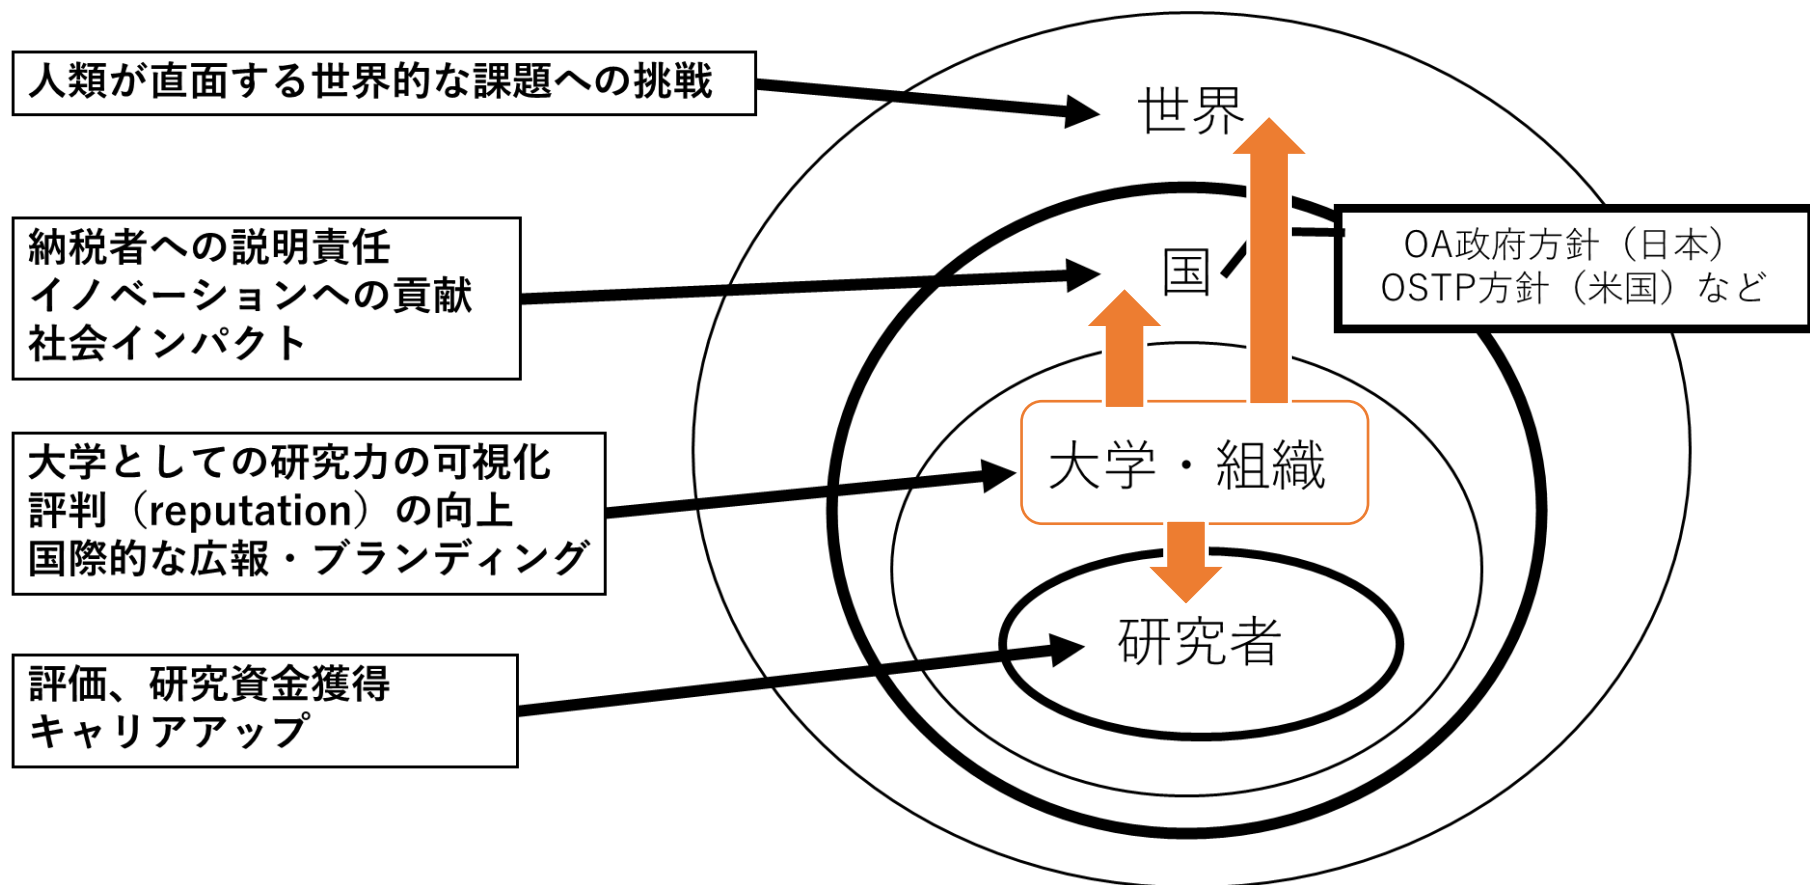 人類が直面する世界的な課題への挑戦
世界
納税者への説明責任
イノベーションへの貢献
社会インパクト
国
OA政府方針（日本）
OSTP方針（米国）など
大学としての研究力の可視化
評判（reputation）の向上
国際的な広報・ブランディング
大学・組織
評価、研究資金獲得
キャリアアップ
研究者